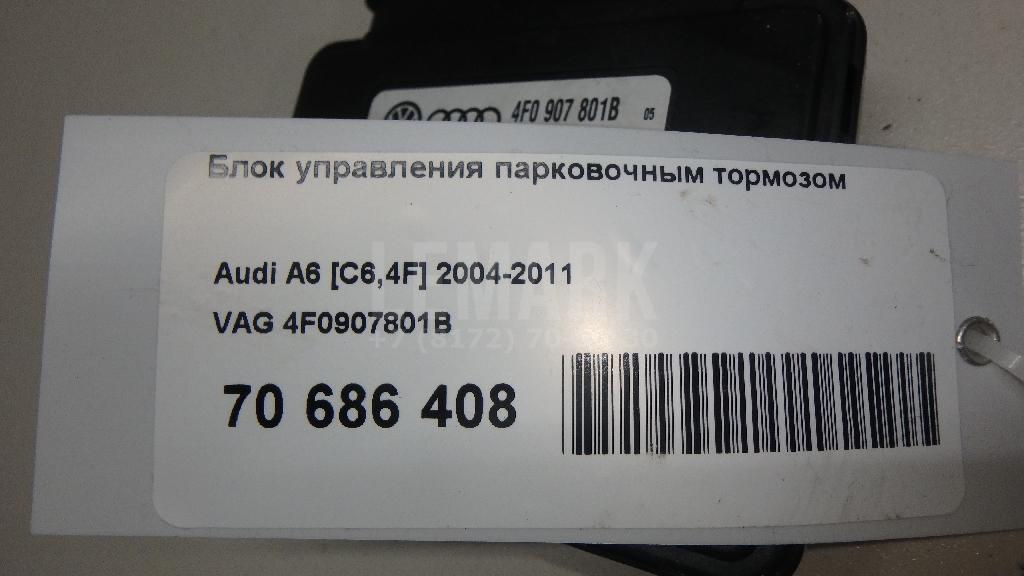 4F0 907 801B 05
Блок управления парковочным тормозом
LEMARK
Audi A6 [C6,4F] 2004-2011
VAG 4F0907801B
70 686 408